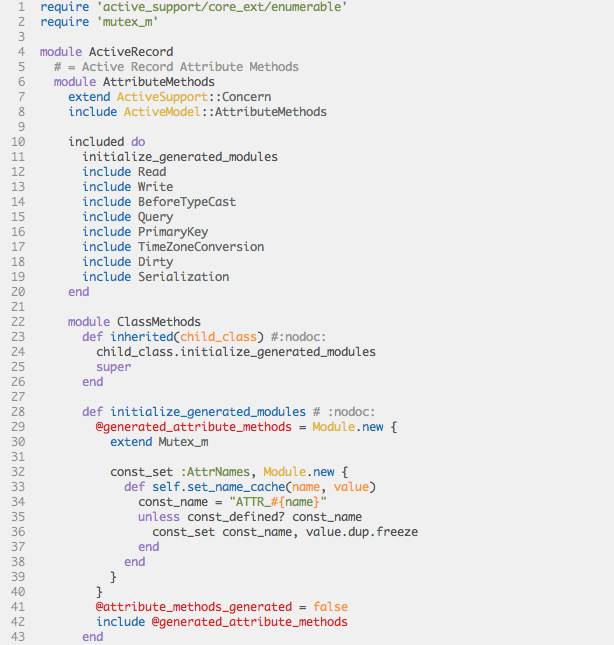 1 require 'active_support/core_ext/enumerable'
2 require 'mutex_m'
3
4 module ActiveRecord
5   # = Active Record Attribute Methods
6   module AttributeMethods
7     extend ActiveSupport::Concern
8     include ActiveModel::AttributeMethods
9
10     included do
11       initialize_generated_modules
12       include Read
13       include Write
14       include BeforeTypeCast
15       include Query
16       include PrimaryKey
17       include TimeZoneConversion
18       include Dirty
19       include Serialization
20     end
21
22     module ClassMethods
23       def inherited(child_class) #:nodoc:
24         child_class.initialize_generated_modules
25         super
26       end
27
28       def initialize_generated_modules # :nodoc:
29         @generated_attribute_methods = Module.new {
30           extend Mutex_m
31
32           const_set :AttrNames, Module.new {
33             def self.set_name_cache(name, value)
34               const_name = "ATTR_#{name}"
35               unless const_defined? const_name
36                 const_set const_name, value.dup.freeze
37               end
38             end
39           }
40         }
41         @attribute_methods_generated = false
42         include @generated_attribute_methods
43       end